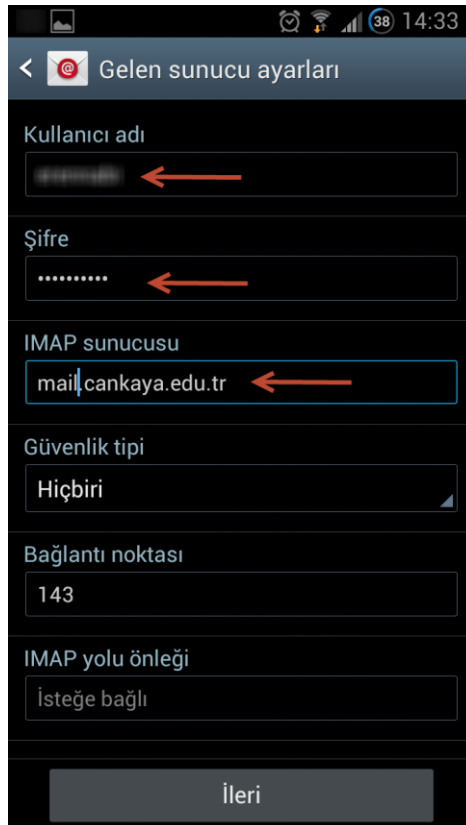 38 14:33
Gelen sunucu ayarları
Kullanıcı adı
Şifre
••••••••••
IMAP sunucusu
mail.cankaya.edu.tr
Güvenlik tipi
Hiçbiri
Bağlantı noktası
143
IMAP yolu önleği
İsteğe bağlı
İleri